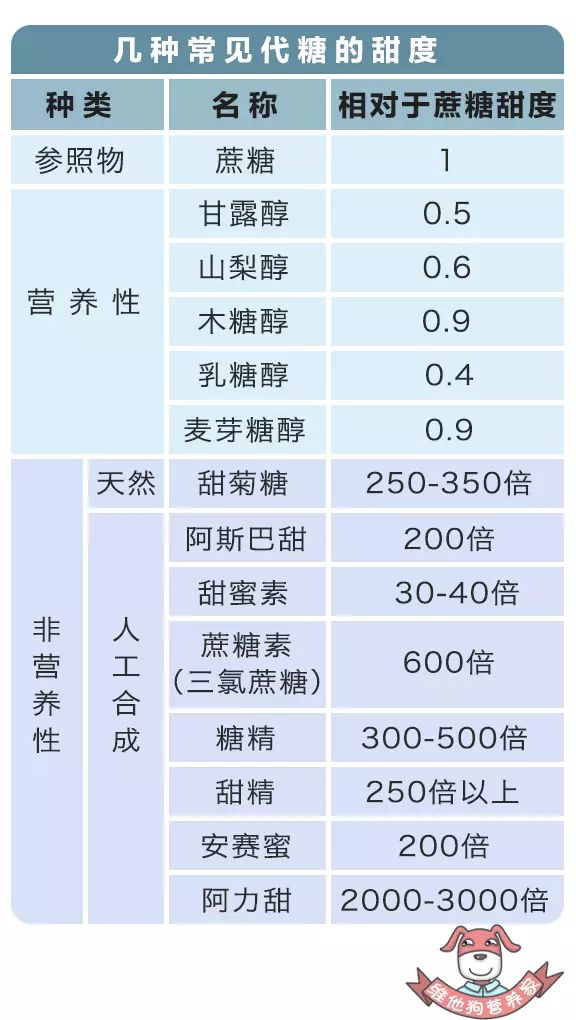 几种常见代糖的甜度
种类 名称 相对于蔗糖甜度
参照物 蔗糖 1
营养性
甘露醇 0.5
山梨醇 0.6
木糖醇 0.9
乳糖醇 0.4
麦芽糖醇 0.9
非营养性
天然 甜菊糖 250-350倍
人工合成
阿斯巴甜 200倍
甜蜜素 30-40倍
蔗糖素
(三氯蔗糖) 600倍
糖精 300-500倍
甜精 250倍以上
安赛蜜 200倍
阿力甜 2000-3000倍
维他狗营养家